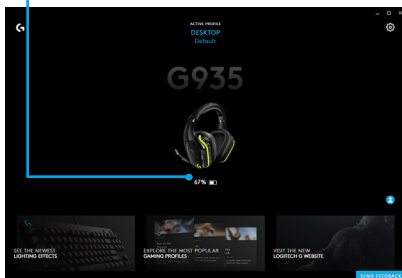 ACTIVE PROFILE
DESKTOP
Default
G935
67%
SEE THE NEWEST
LIGHTING EFFECTS
EXPLORE THE MOST POPULAR
GAMING PROFILES
VISIT THE NEW
LOGITECH G WEBSITE
SEND FEEDBACK